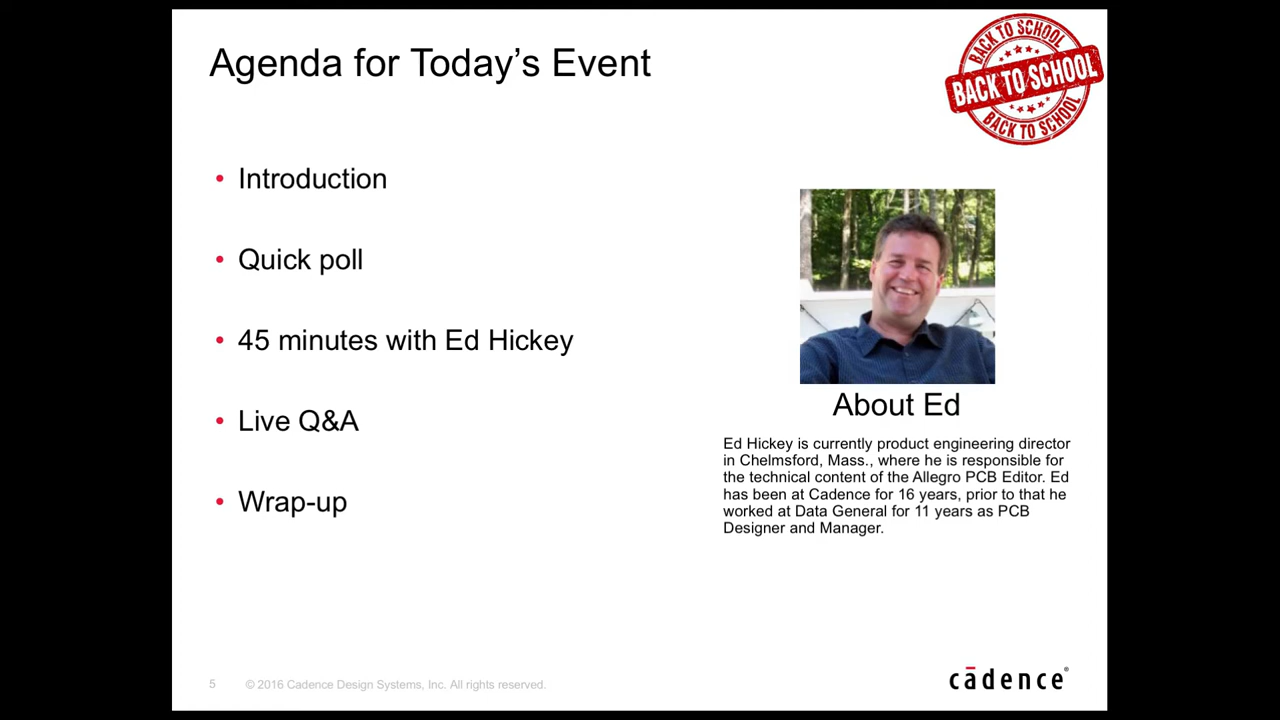 Agenda for Today’s Event
BACK TO SCHOOL
BACK TO SCHOOL
BACK TO SCHOOL
• Introduction
• Quick poll
• 45 minutes with Ed Hickey
• Live Q&A
• Wrap-up
About Ed
Ed Hickey is currently product engineering director
in Chelmsford, Mass., where he is responsible for
the technical content of the Allegro PCB Editor. Ed
has been at Cadence for 16 years, prior to that he
worked at Data General for 11 years as PCB
Designer and Manager.
5 © 2016 Cadence Design Systems, Inc. All rights reserved.
cādence®